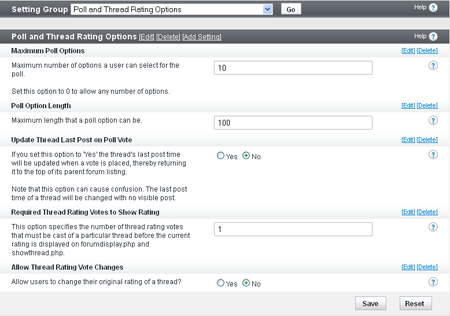 Setting Group Poll and Thread Rating Options Go Help ?
Poll and Thread Rating Options [Edit] [Delete] [Add Setting] Help ?
Maximum Poll Options [Edit] [Delete]
Maximum number of options a user can select for the 10 ?
poll.
Set this option to 0 to allow any number of options.
Poll Option Length [Edit] [Delete]
Maximum length that a poll option can be. 100 ?
Update Thread Last Post on Poll Vote [Edit] [Delete]
If you set this option to 'Yes' the thread's last post time Yes No ?
will be updated when a vote is placed, thereby returning it
to the top of its parent forum listing.
Note that this option can cause confusion. The last post
time of a thread will be changed with no visible post.
Required Thread Rating Votes to Show Rating [Edit] [Delete]
This option specifies the number of thread rating votes 1 ?
that must be cast of a particular thread before the current
rating is displayed on forumdisplay.php and
showthread.php.
Allow Thread Rating Vote Changes [Edit] [Delete]
Allow users to change their original rating of a thread? Yes No ?
Save Reset